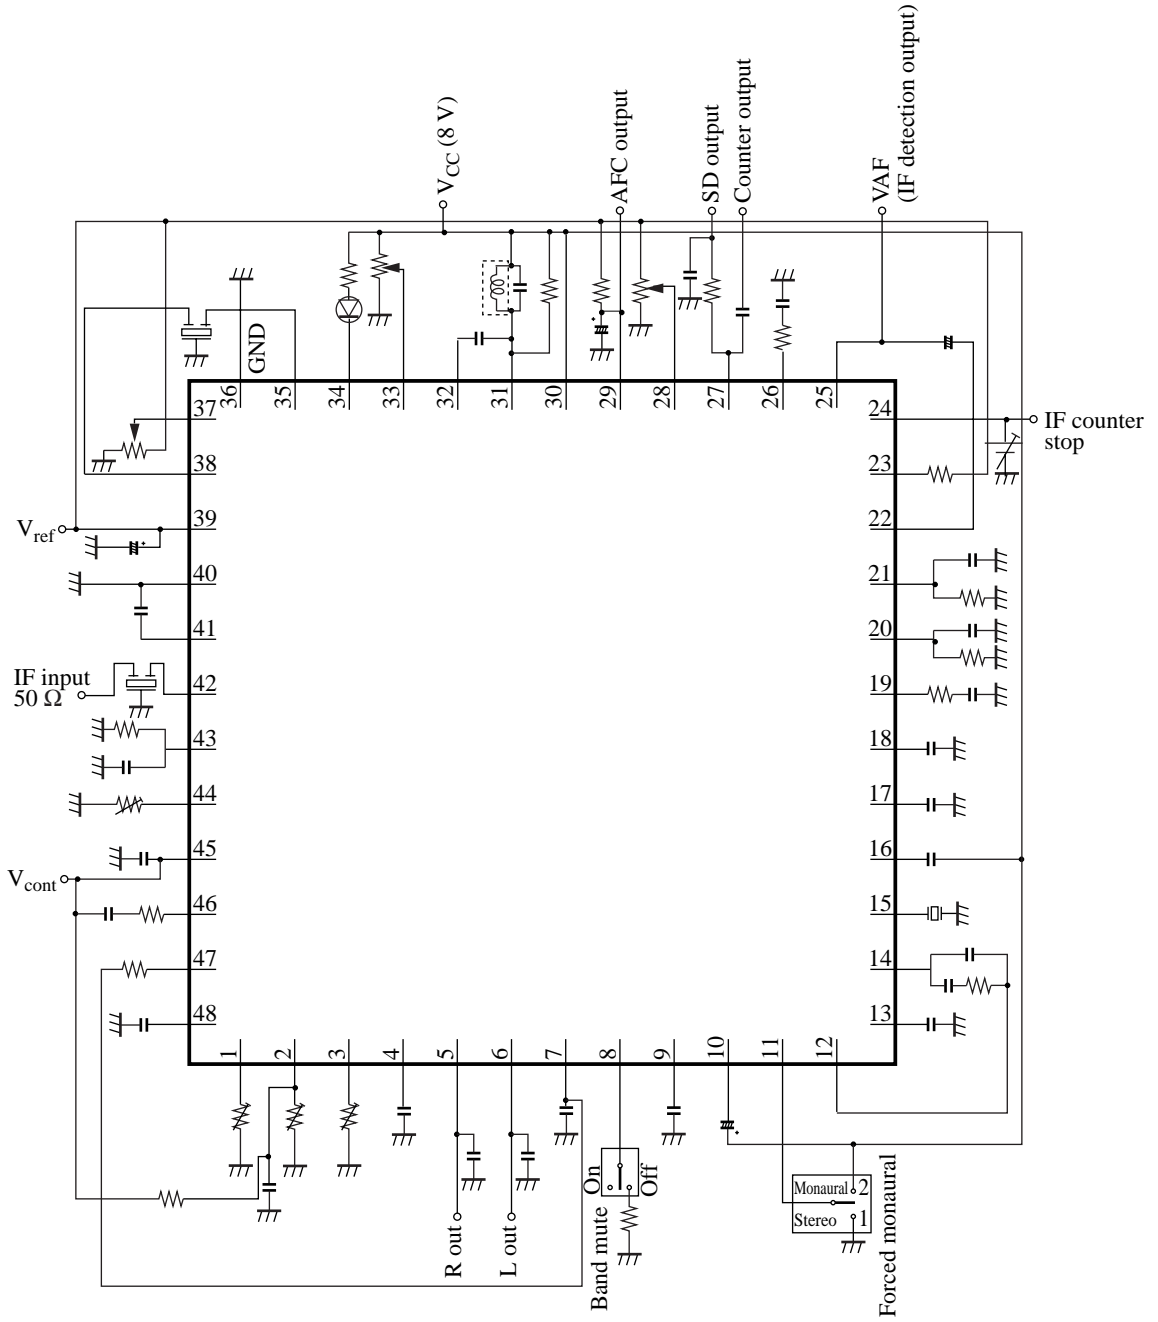 V_CC (8 V)
AFC output
SD output
Counter output
VAF
(IF detection output)
GND
36
35
34
33
32
31
30
29
28
27
26
25
37
38
39
40
41
42
43
44
45
46
47
48
24
23
22
21
20
19
18
17
16
15
14
13
IF counter
stop
V_ref
IF input
50 Ω
V_cont
1
2
3
4
5
6
7
8
9
10
11
12
R out
L out
On
Off
Band mute
Monaural 2
Stereo 1
Forced monaural